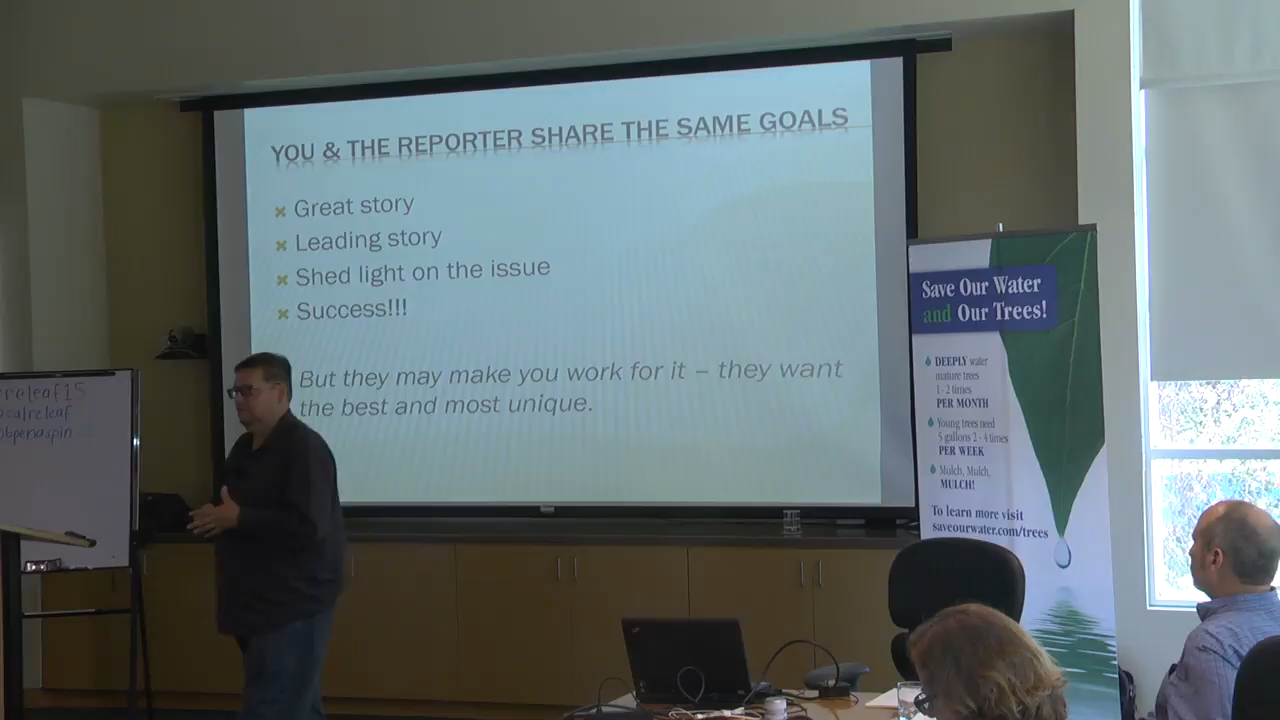 YOU & THE REPORTER SHARE THE SAME GOALS
Great story
Leading story
Shed light on the issue
Success!!!
But they may make you work for it – they want
the best and most unique.
releaf15
calreleaf
bpenaspin
Save Our Water
and Our Trees!
DEEPLY water
mature trees
1 - 2 times
PER MONTH
Young trees need
5 gallons 2 - 4 times
PER WEEK
Mulch, Mulch,
MULCH!
To learn more visit
saveourwater.com/trees